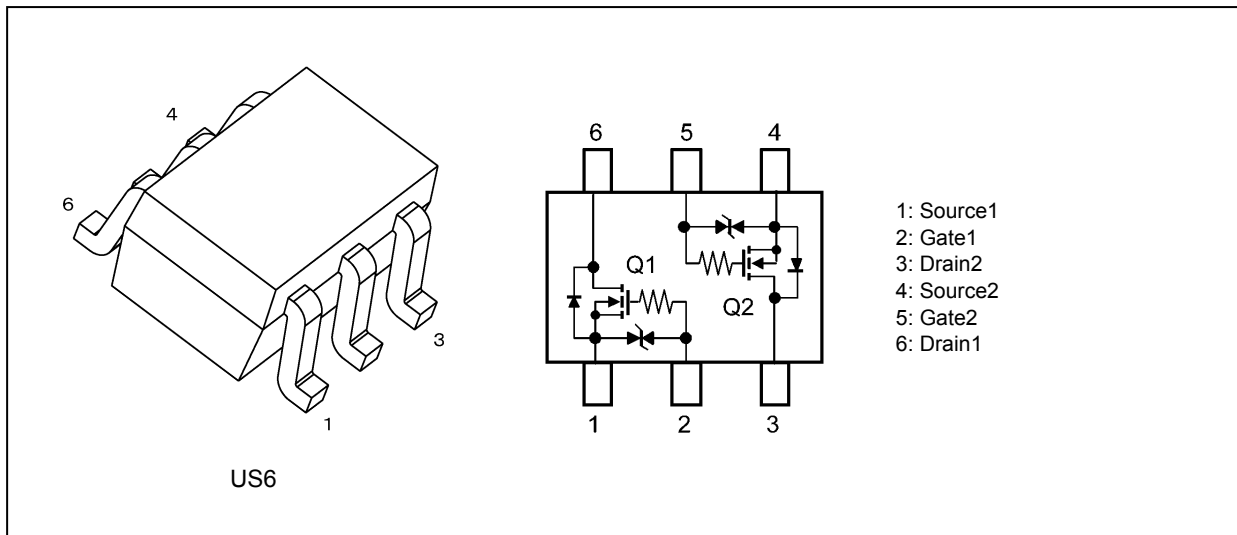 4
6
3
1
US6
6 5 4
Q1
Q2
1 2 3
1: Source1
2: Gate1
3: Drain2
4: Source2
5: Gate2
6: Drain1